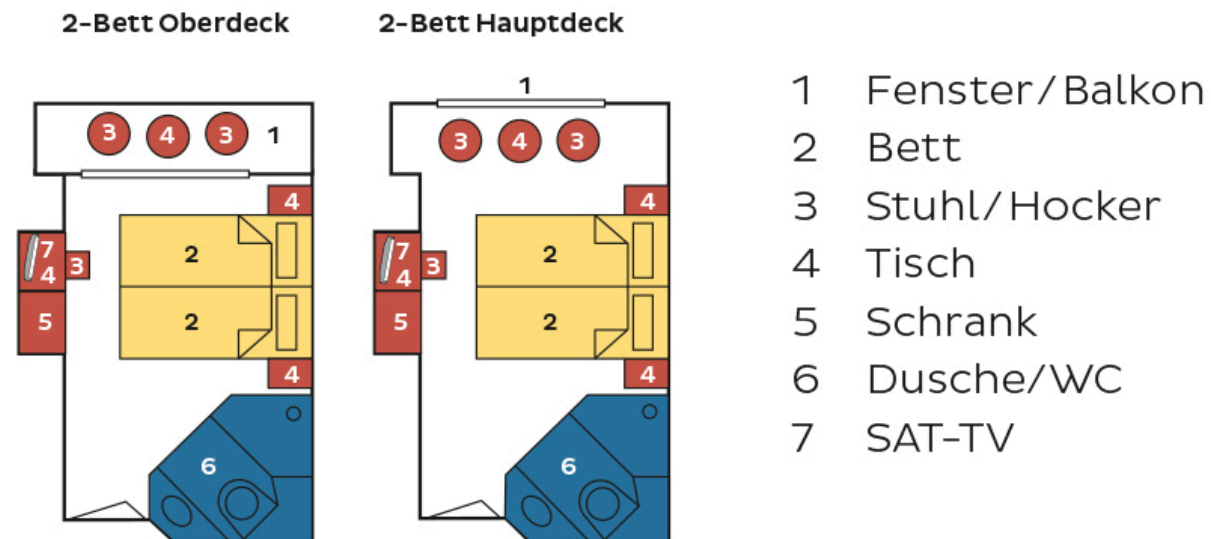 2-Bett Oberdeck
2-Bett Hauptdeck
1
3 4 3 1
3 4 3
4
4
7
4
3
2
7
4
3
2
5
2
5
2
4
4
6
6
1 Fenster/Balkon
2 Bett
3 Stuhl/Hocker
4 Tisch
5 Schrank
6 Dusche/WC
7 SAT-TV